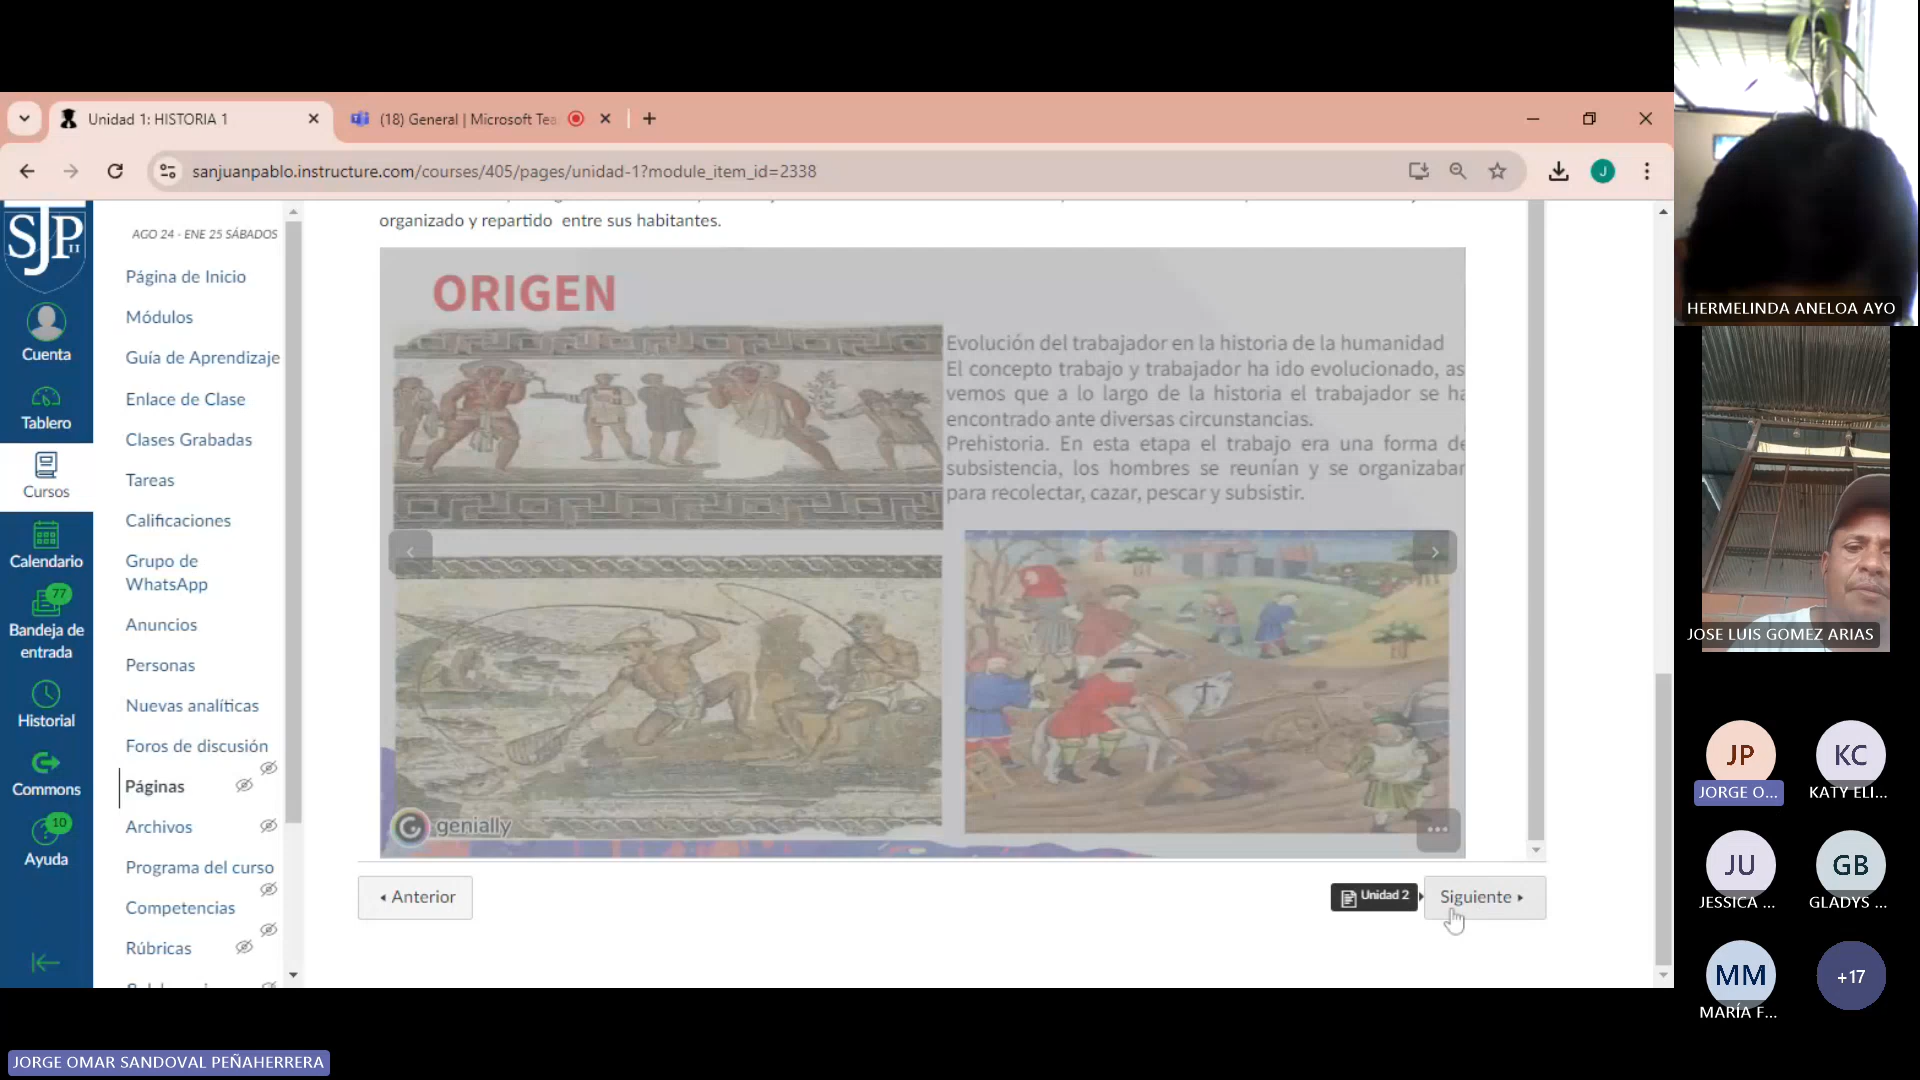 Unidad 1: HISTORIA 1
(18) General | Microsoft Tea
sanjuanpablo.instructure.com/courses/405/pages/unidad-1?module_item_id=2338
J
SJP
II
Cuenta
Tablero
Cursos
Calendario
77
Bandeja de
entrada
Historial
Commons
10
Ayuda
AGO 24 - ENE 25 SÁBADOS
Página de Inicio
Módulos
Guía de Aprendizaje
Enlace de Clase
Clases Grabadas
Tareas
Calificaciones
Grupo de
WhatsApp
Anuncios
Personas
Nuevas analíticas
Foros de discusión
Páginas
Archivos
Programa del curso
Competencias
Rúbricas
organizado y repartido entre sus habitantes.
ORIGEN
Evolución del trabajador en la historia de la humanidad
El concepto trabajo y trabajador ha ido evolucionado, as
vemos que a lo largo de la historia el trabajador se ha
encontrado ante diversas circunstancias.
Prehistoria. En esta etapa el trabajo era una forma de
subsistencia, los hombres se reunían y se organizaban
para recolectar, cazar, pescar y subsistir.
genially
Anterior
Unidad 2
Siguiente
HERMELINDA ANELOA AYO
JOSE LUIS GOMEZ ARIAS
JP
JORGE O...
KC
KATY ELI...
JU
JESSICA ...
GB
GLADYS ...
MM
MARÍA F...
+17
JORGE OMAR SANDOVAL PEÑAHERRERA